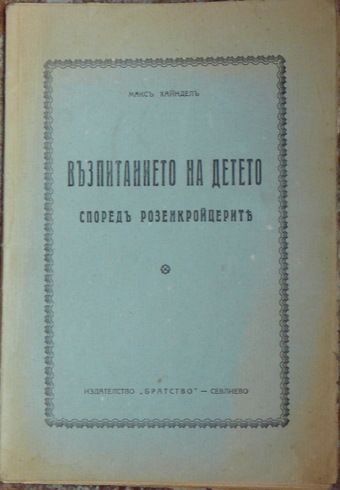 МАКСЪ ХАЙНДЕЛЪ
ВЪЗПИТАНИЕТО НА ДЕТЕТО
СПОРЕДЪ РОЗЕНКРОЙЦЕРИТѢ
ИЗДАТЕЛСТВО „БРАТСТВО" — СЕВЛИЕВО